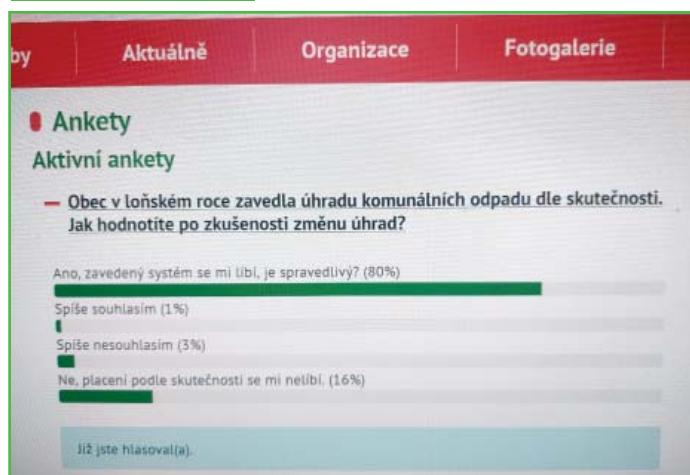 by Aktuálně Organizace Fotogalerie
Ankety
Aktivní ankety
Obec v loňském roce zavedla úhradu komunálních odpadu dle skutečnosti.
Jak hodnotíte po zkušenosti změnu úhrad?
Ano, zavedený systém se mi líbí, je spravedlivý? (80%)
Spíše souhlasím (1%)
Spíše nesouhlasím (3%)
Ne, placení podle skutečnosti se mi nelíbí. (16%)
Již jste hlasoval(a).